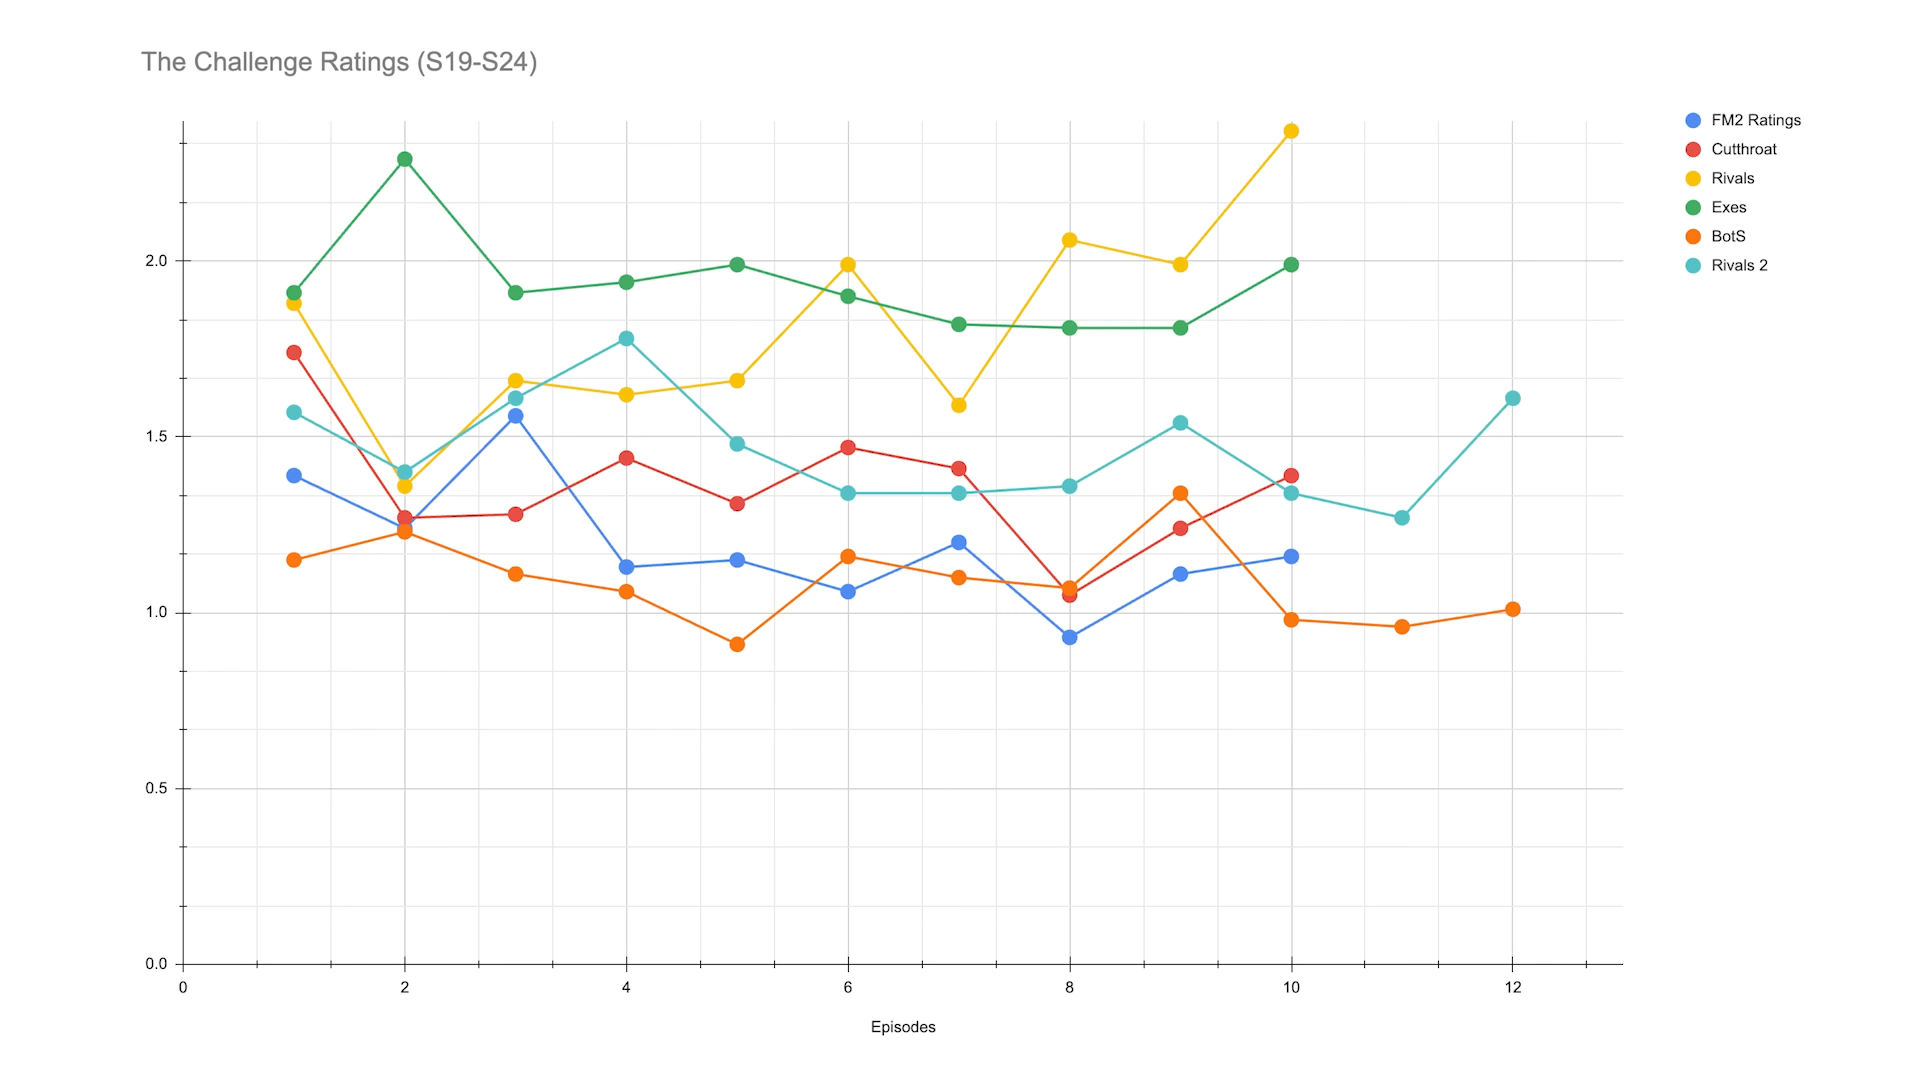 The Challenge Ratings (S19-S24)
FM2 Ratings
Cutthroat
Rivals
Exes
BotS
Rivals 2
2.0
1.5
1.0
0.5
0.0
0 2 4 6 8 10 12
Episodes